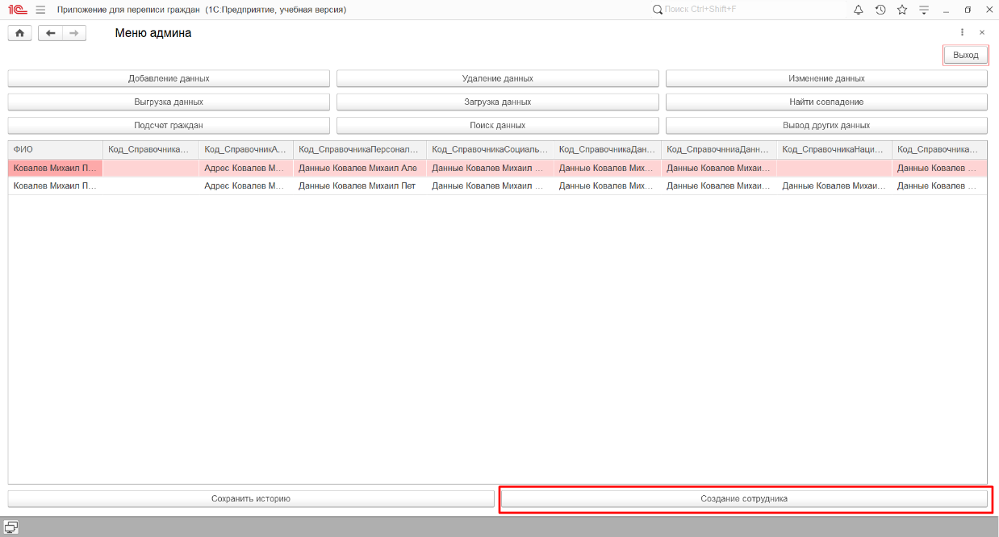 1С Приложение для переписи граждан (1С:Предприятие, учебная версия) Поиск Ctrl+Shift+F
Меню админа
Выход
Добавление данных Удаление данных Изменение данных
Выгрузка данных Загрузка данных Найти совпадение
Подсчет граждан Поиск данных Вывод других данных
ФИО Код_Справочника... Код_СправочникА... Код_СправочникаПерсонал... Код_СправочникаСоциаль... Код_СправочникаДан... Код_СправочнниаДанн... Код_СправочникаНаци... Код_Справочника...
Ковалев Михаил П... Адрес Ковалев М... Данные Ковалев Михаил Але Данные Ковалев Михаил ... Данные Ковалев Мих... Данные Ковалев Михаи... Данные Ковалев ...
Ковалев Михаил П... Адрес Ковалев М... Данные Ковалев Михаил Пет Данные Ковалев Михаил ... Данные Ковалев Мих... Данные Ковалев Михаи... Данные Ковалев Михаи... Данные Ковалев ...
Сохранить историю Создание сотрудника